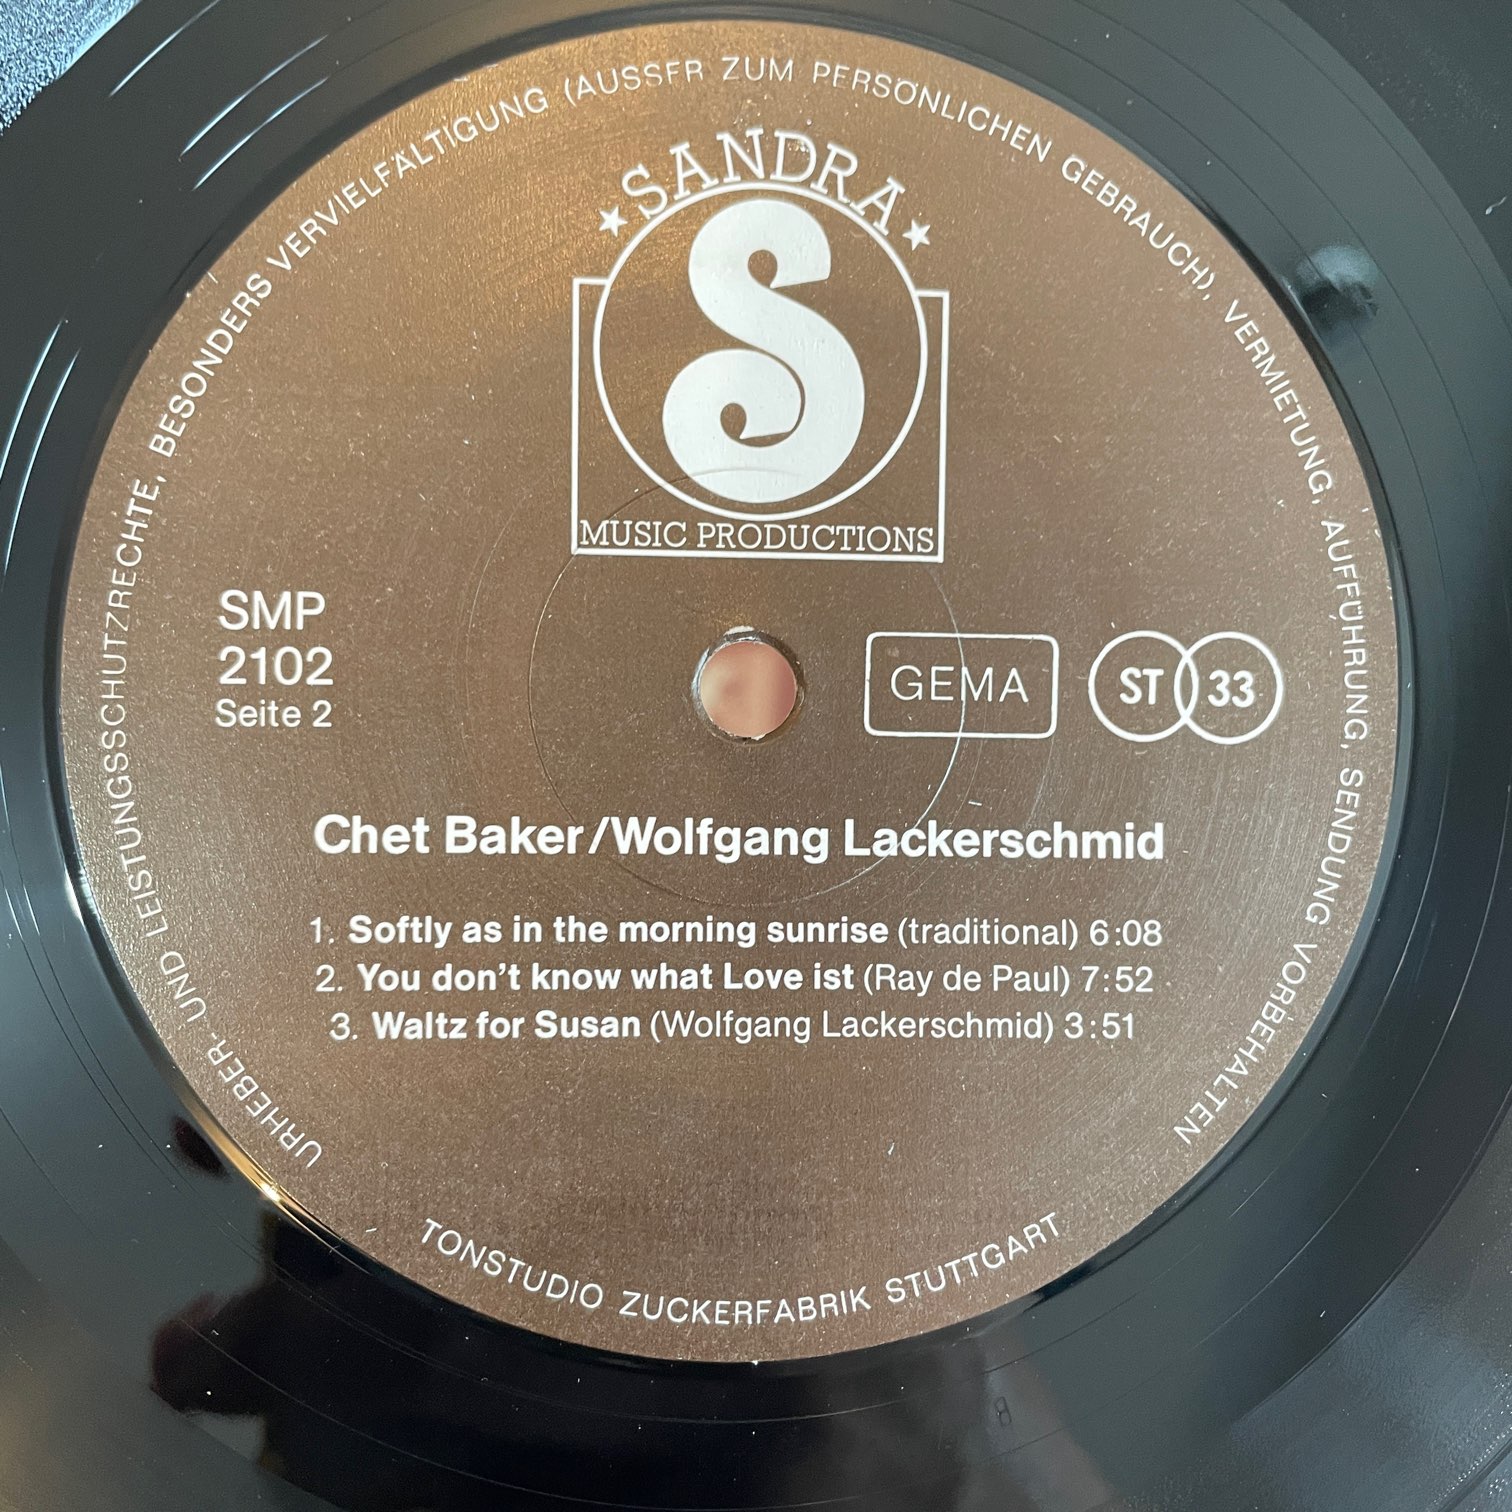 URHEBER- UND LEISTUNGSSCHUTZRECHTE, BESONDERS VERVIELFÄLTIGUNG (AUSSER ZUM PERSÖNLICHEN GEBRAUCH), VERMIETUNG, AUFFÜHRUNG, SENDUNG VORBEHALTEN
SANDRA
S
MUSIC PRODUCTIONS
SMP
2102
Seite 2
GEMA
ST 33
Chet Baker/Wolfgang Lackerschmid
1. Softly as in the morning sunrise (traditional) 6:08
2. You don't know what Love ist (Ray de Paul) 7:52
3. Waltz for Susan (Wolfgang Lackerschmid) 3:51
TONSTUDIO ZUCKERFABRIK STUTTGART